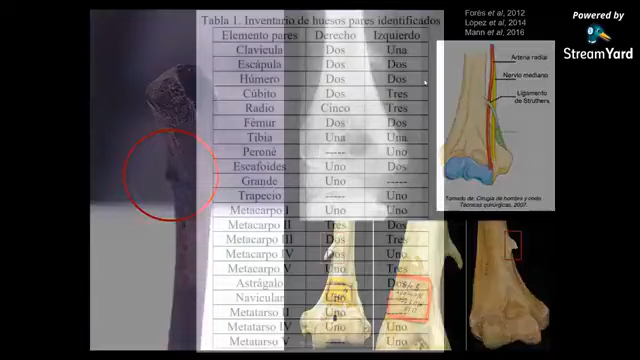 Tabla 1. Inventario de huesos pares identificados
Elemento pares Derecho Izquierdo
Clavícula Dos Una
Escápula Dos Dos
Húmero Dos Dos
Cúbito Dos Tres
Radio Cinco Tres
Fémur Dos Dos
Tibia Una Una
Peroné ----- Uno
Escafoides Uno Dos
Grande Uno -----
Trapecio ----- Uno
Metacarpo I Uno Uno
Metacarpo II Tres Dos
Metacarpo III Dos Tres
Metacarpo IV Dos Uno
Metacarpo V Uno Tres
Astrágalo Dos
Navicular Uno
Metatarso II Uno -----
Metatarso IV Uno Uno
Metatarso V ----- Uno
Forés et al, 2012
López et al, 2014
Mann et al, 2016
Arteria radial
Nervio mediano
Ligamento
de Struthers
Tomado de: Cirugía de hombro y codo.
Técnicas quirúrgicas, 2007.
Powered by
StreamYard